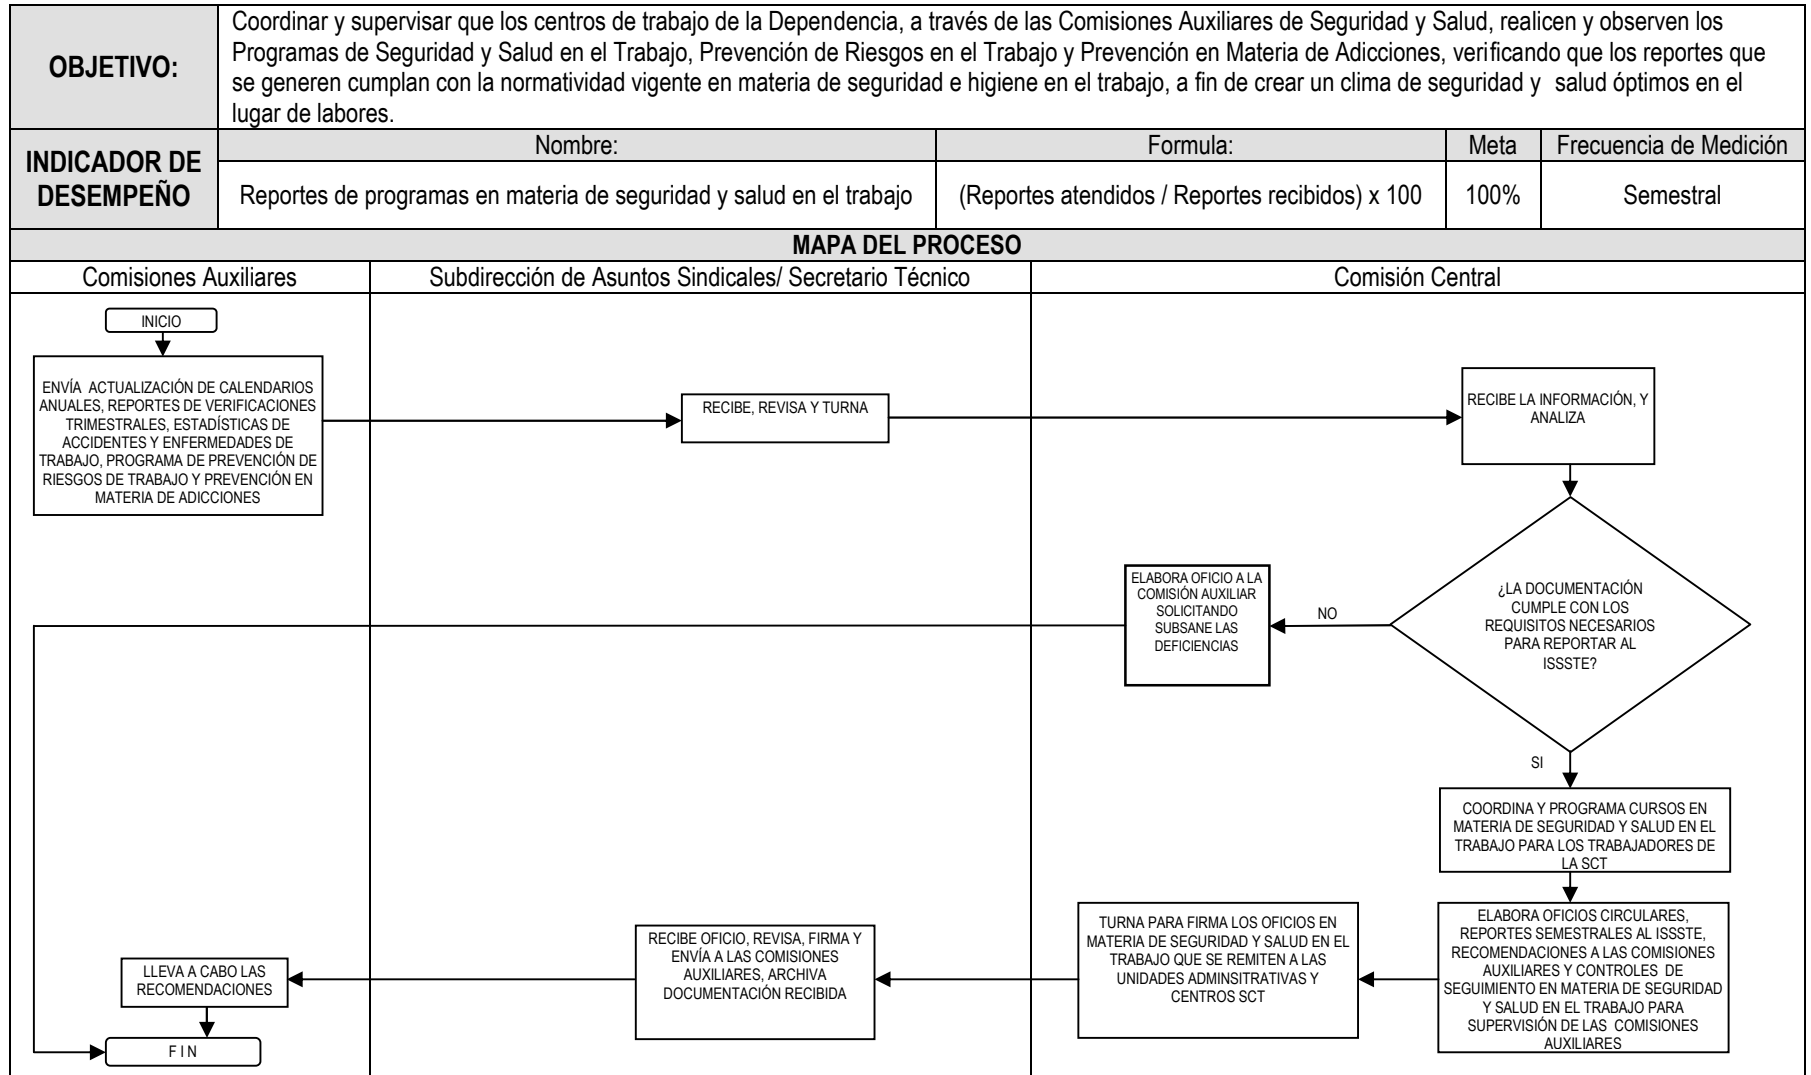 OBJETIVO:
Coordinar y supervisar que los centros de trabajo de la Dependencia, a través de las Comisiones Auxiliares de Seguridad y Salud, realicen y observen los
Programas de Seguridad y Salud en el Trabajo, Prevención de Riesgos en el Trabajo y Prevención en Materia de Adicciones, verificando que los reportes que
se generen cumplan con la normatividad vigente en materia de seguridad e higiene en el trabajo, a fin de crear un clima de seguridad y salud óptimos en el
lugar de labores.
INDICADOR DE
DESEMPEÑO
Nombre:
Formula:
Meta
Frecuencia de Medición
Reportes de programas en materia de seguridad y salud en el trabajo
(Reportes atendidos / Reportes recibidos) x 100
100%
Semestral
MAPA DEL PROCESO
Comisiones Auxiliares
Subdirección de Asuntos Sindicales/ Secretario Técnico
Comisión Central
INICIO
ENVÍA ACTUALIZACIÓN DE CALENDARIOS
ANUALES, REPORTES DE VERIFICACIONES
TRIMESTRALES, ESTADÍSTICAS DE
ACCIDENTES Y ENFERMEDADES DE
TRABAJO, PROGRAMA DE PREVENCIÓN DE
RIESGOS DE TRABAJO Y PREVENCIÓN EN
MATERIA DE ADICCIONES
RECIBE, REVISA Y TURNA
RECIBE LA INFORMACIÓN, Y
ANALIZA
¿LA DOCUMENTACIÓN
CUMPLE CON LOS
REQUISITOS NECESARIOS
PARA REPORTAR AL
ISSSTE?
NO
ELABORA OFICIO A LA
COMISIÓN AUXILIAR
SOLICITANDO
SUBSANE LAS
DEFICIENCIAS
SI
COORDINA Y PROGRAMA CURSOS EN
MATERIA DE SEGURIDAD Y SALUD EN EL
TRABAJO PARA LOS TRABAJADORES DE
LA SCT
ELABORA OFICIOS CIRCULARES,
REPORTES SEMESTRALES AL ISSSTE,
RECOMENDACIONES A LAS COMISIONES
AUXILIARES Y CONTROLES DE
SEGUIMIENTO EN MATERIA DE SEGURIDAD
Y SALUD EN EL TRABAJO PARA
SUPERVISIÓN DE LAS COMISIONES
AUXILIARES
TURNA PARA FIRMA LOS OFICIOS EN
MATERIA DE SEGURIDAD Y SALUD EN EL
TRABAJO QUE SE REMITEN A LAS
UNIDADES ADMINSITRATIVAS Y
CENTROS SCT
RECIBE OFICIO, REVISA, FIRMA Y
ENVÍA A LAS COMISIONES
AUXILIARES, ARCHIVA
DOCUMENTACIÓN RECIBIDA
LLEVA A CABO LAS
RECOMENDACIONES
F I N